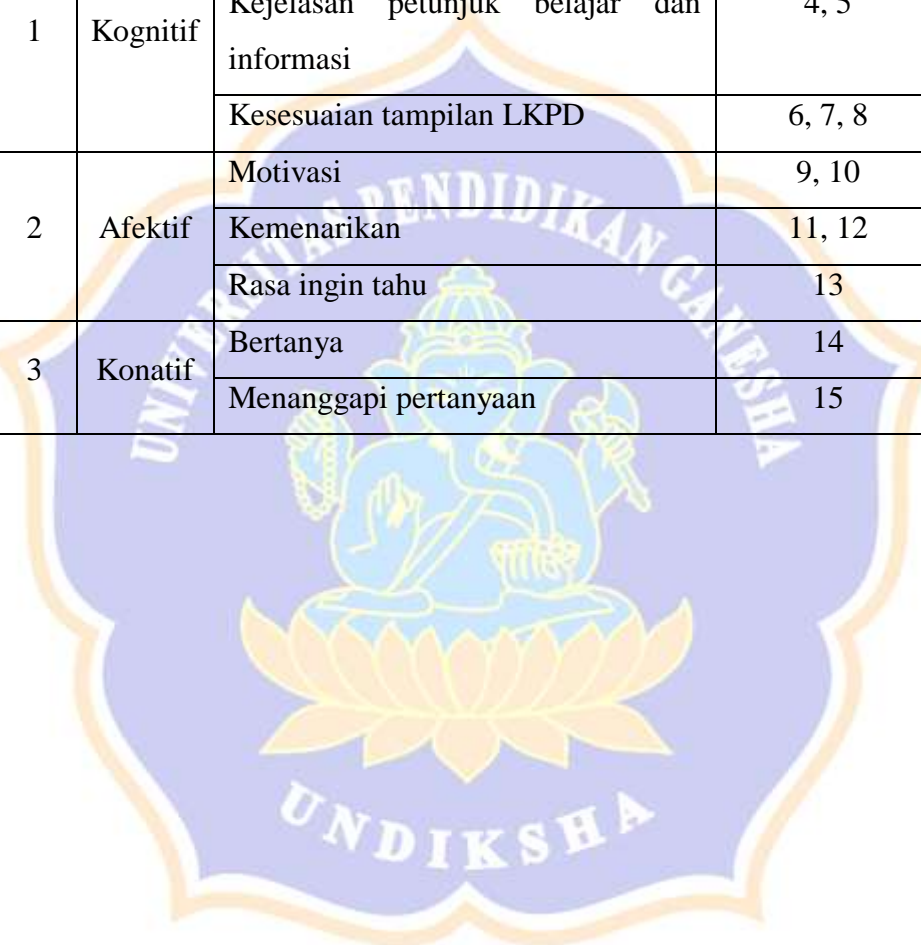 Kejelasan petunjuk belajar dan 4, 5
1 Kognitif informasi
Kesesuaian tampilan LKPD 6, 7, 8
Motivasi 9, 10
2 Afektif Kemenarikan 11, 12
Rasa ingin tahu 13
Bertanya 14
3 Konatif
Menanggapi pertanyaan 15
UNIVERSITAS PENDIDIKAN GANESHA
UNDIKSHA